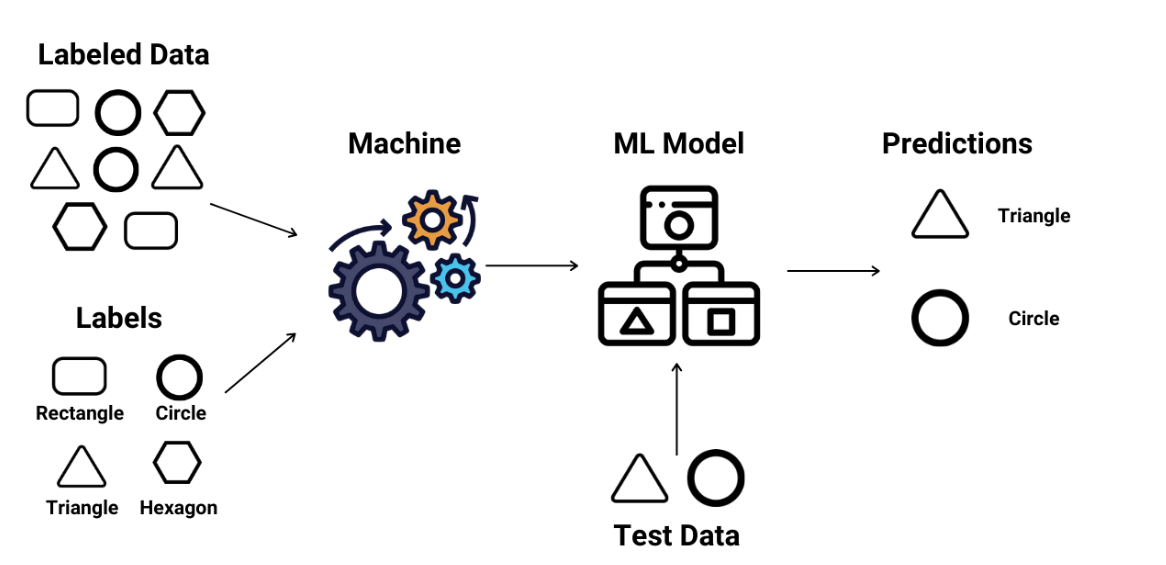 Labeled Data
Machine
ML Model
Predictions
Triangle
Circle
Labels
Rectangle Circle
Triangle Hexagon
Test Data